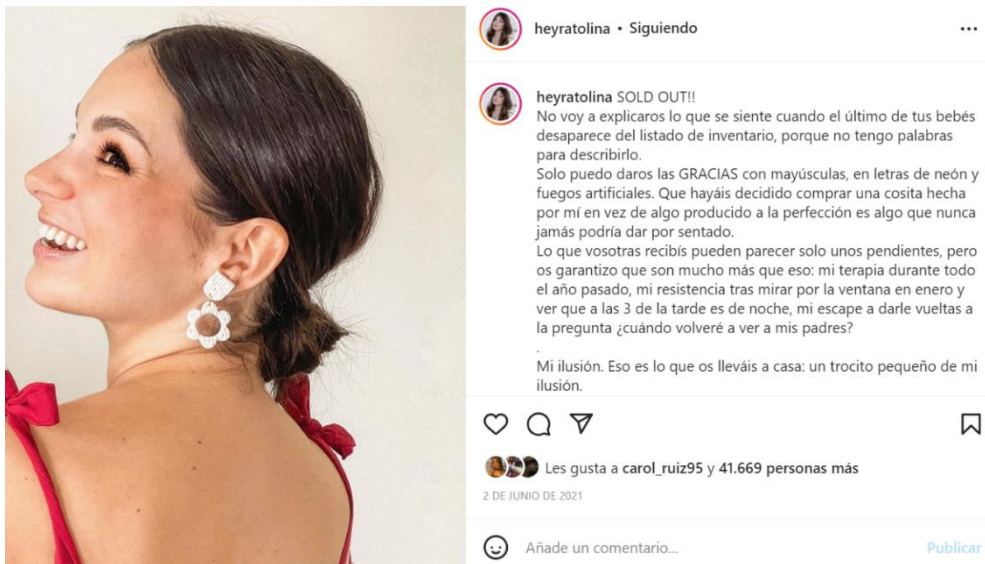 heyratolina • Siguiendo
heyratolina SOLD OUT!!
No voy a explicaros lo que se siente cuando el último de tus bebés
desaparece del listado de inventario, porque no tengo palabras
para describirlo.
Solo puedo daros las GRACIAS con mayúsculas, en letras de neón y
fuegos artificiales. Que hayáis decidido comprar una cosita hecha
por mí en vez de algo producido a la perfección es algo que nunca
jamás podría dar por sentado.
Lo que vosotras recibís pueden parecer solo unos pendientes, pero
os garantizo que son mucho más que eso: mi terapia durante todo
el año pasado, mi resistencia tras mirar por la ventana en enero y
ver que a las 3 de la tarde es de noche, mi escape a darle vueltas a
la pregunta ¿cuándo volveré a ver a mis padres?
.
Mi ilusión. Eso es lo que os lleváis a casa: un trocito pequeño de mi
ilusión.
Les gusta a carol_ruiz95 y 41.669 personas más
2 DE JUNIO DE 2021
Añade un comentario... Publicar